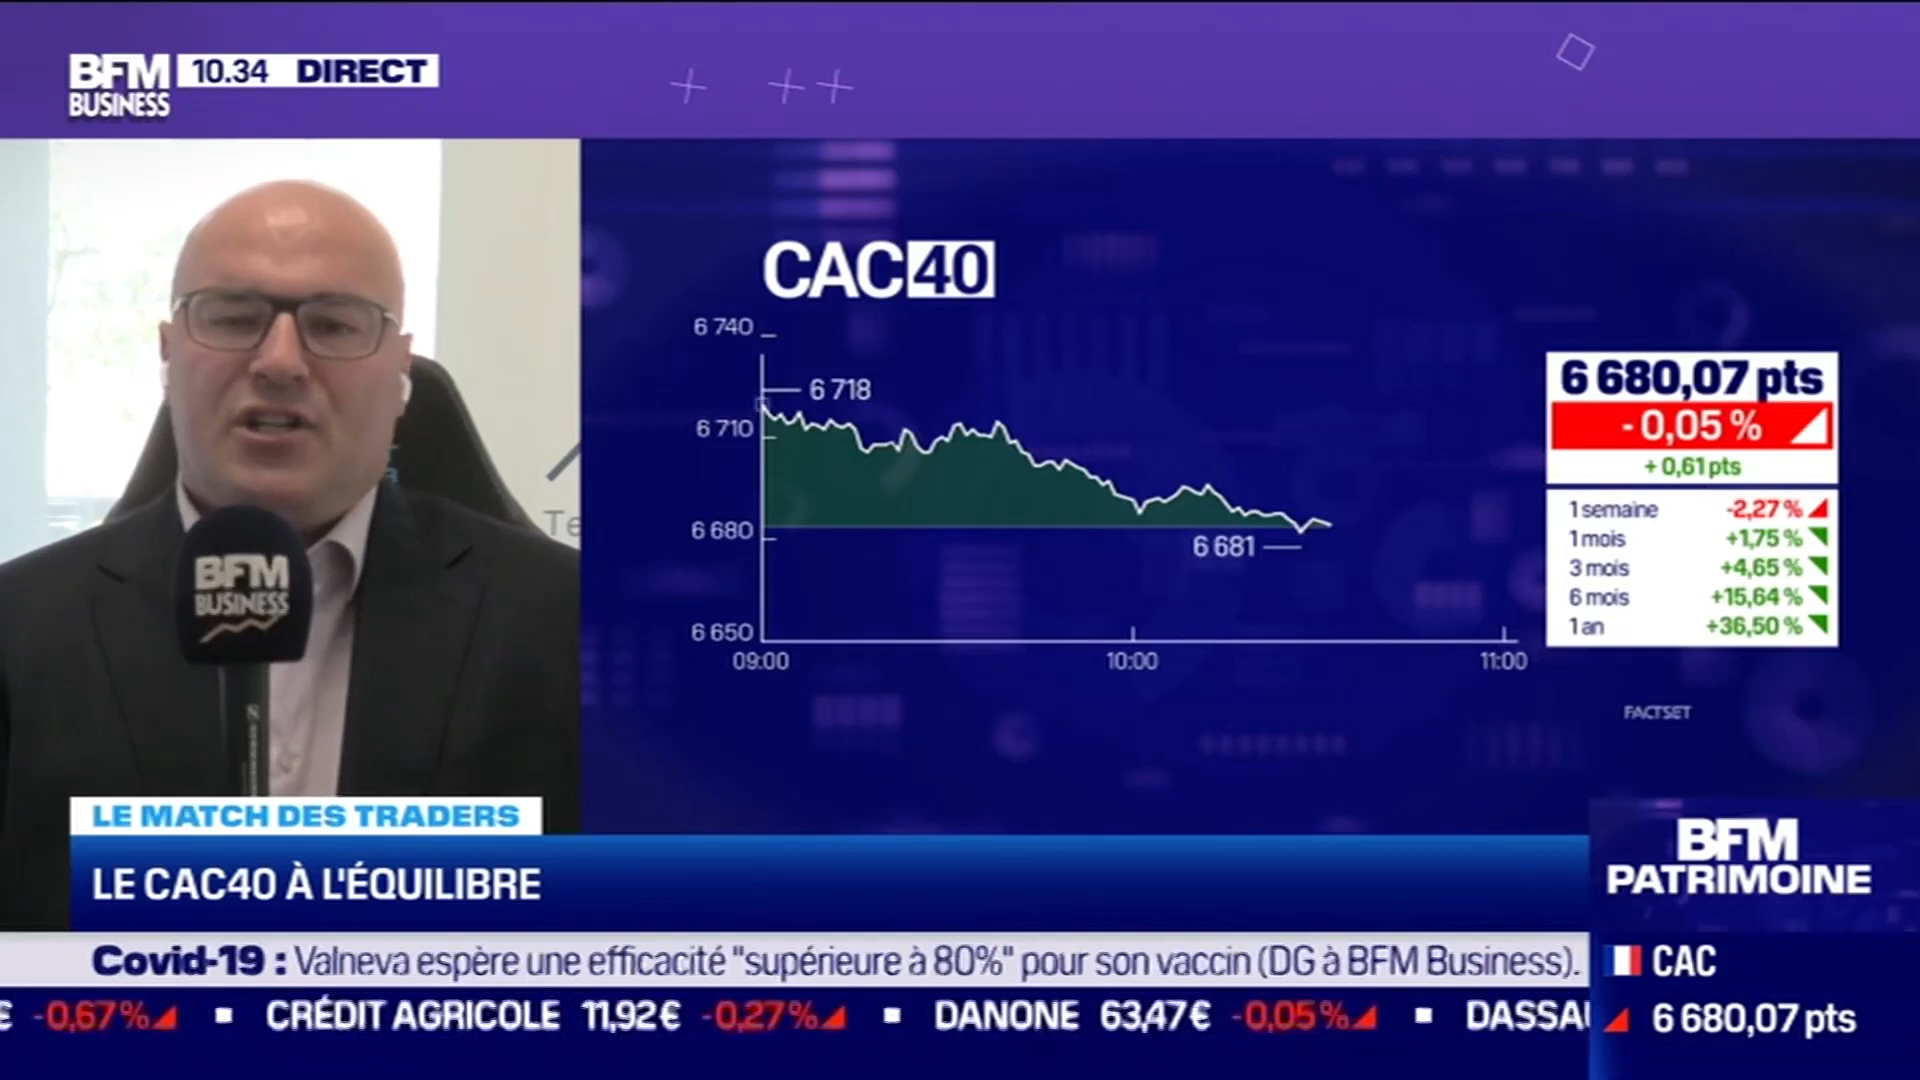 BFM
BUSINESS
10.34 DIRECT
CAC40
6 740
6 718
6 710
6 680
6 681
6 650
09:00 10:00 11:00
6 680,07 pts
- 0,05 %
+ 0,61 pts
1 semaine -2,27 %
1 mois +1,75 %
3 mois +4,65 %
6 mois +15,64 %
1 an +36,50 %
FACTSET
BFM
BUSINESS
Te
LE MATCH DES TRADERS
LE CAC40 À L'ÉQUILIBRE
BFM
PATRIMOINE
Covid-19 : Valneva espère une efficacité "supérieure à 80%" pour son vaccin (DG à BFM Business).
CAC
6 680,07 pts
€ -0,67% CRÉDIT AGRICOLE 11,92€ -0,27% DANONE 63,47€ -0,05% DASSAU